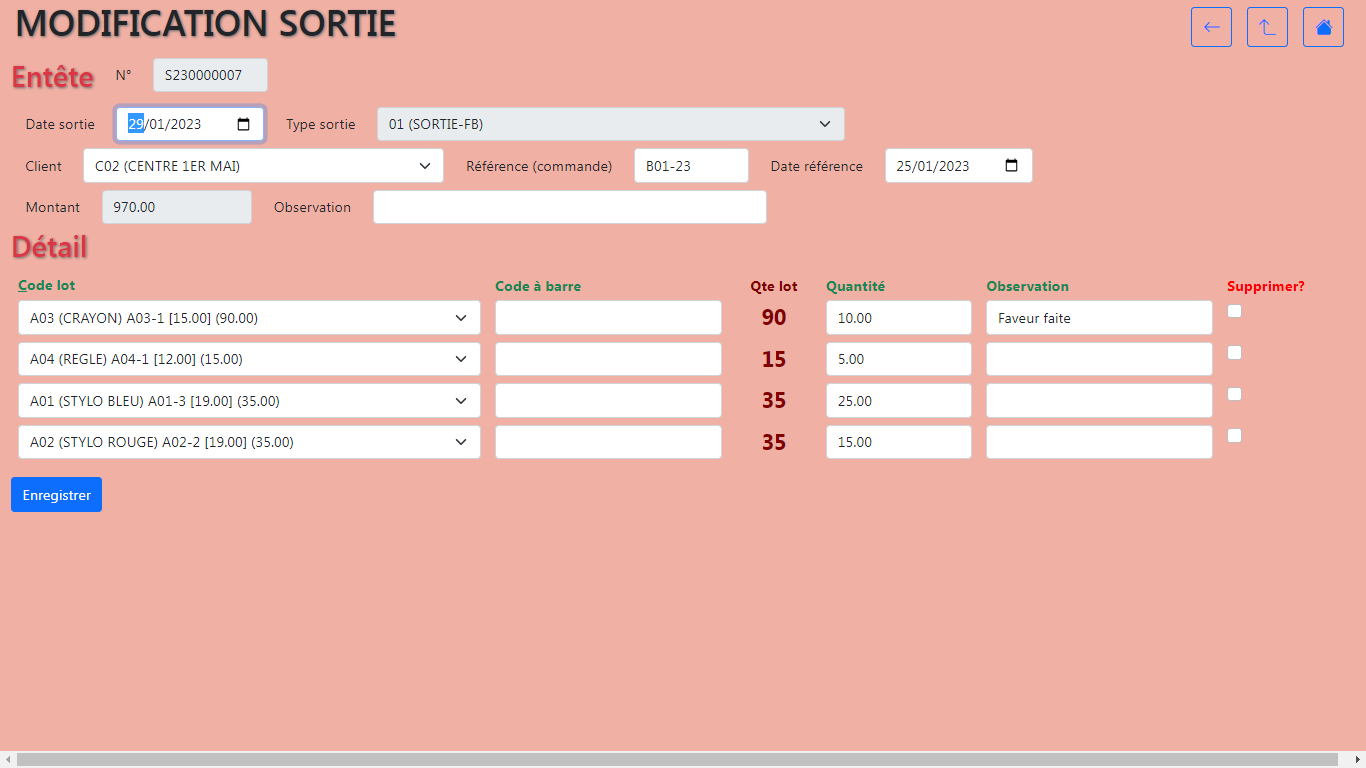 MODIFICATION SORTIE
Entête N° S230000007
Date sortie 29/01/2023 Type sortie 01 (SORTIE-FB)
Client C02 (CENTRE 1ER MAI) Référence (commande) B01-23 Date référence 25/01/2023
Montant 970.00 Observation
Détail
Code lot Code à barre Qte lot Quantité Observation Supprimer?
A03 (CRAYON) A03-1 [15.00] (90.00) 90 10.00 Faveur faite
A04 (REGLE) A04-1 [12.00] (15.00) 15 5.00
A01 (STYLO BLEU) A01-3 [19.00] (35.00) 35 25.00
A02 (STYLO ROUGE) A02-2 [19.00] (35.00) 35 15.00
Enregistrer